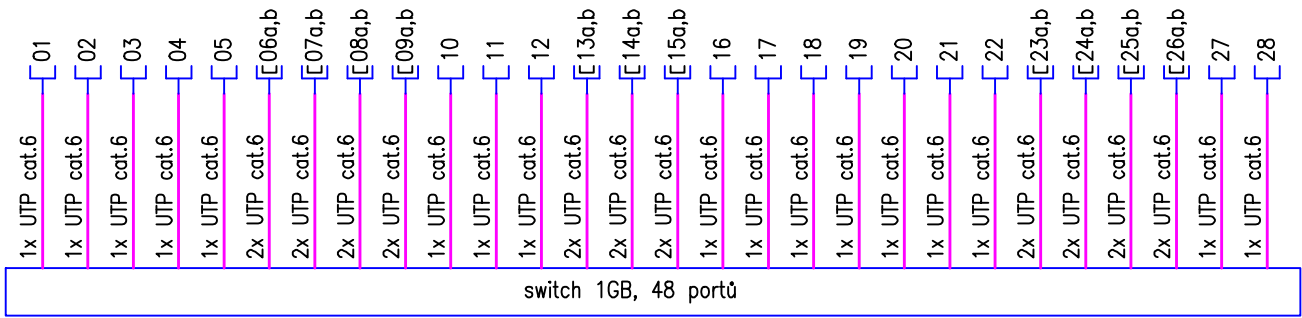 01
02
03
04
05
06a,b
07a,b
08a,b
09a,b
10
11
12
13a,b
14a,b
15a,b
16
17
18
19
20
21
22
23a,b
24a,b
25a,b
26a,b
27
28
1x UTP cat.6
1x UTP cat.6
1x UTP cat.6
1x UTP cat.6
1x UTP cat.6
2x UTP cat.6
2x UTP cat.6
2x UTP cat.6
2x UTP cat.6
1x UTP cat.6
1x UTP cat.6
1x UTP cat.6
2x UTP cat.6
2x UTP cat.6
2x UTP cat.6
1x UTP cat.6
1x UTP cat.6
1x UTP cat.6
1x UTP cat.6
1x UTP cat.6
1x UTP cat.6
1x UTP cat.6
2x UTP cat.6
2x UTP cat.6
2x UTP cat.6
2x UTP cat.6
1x UTP cat.6
1x UTP cat.6
switch 1GB, 48 portů